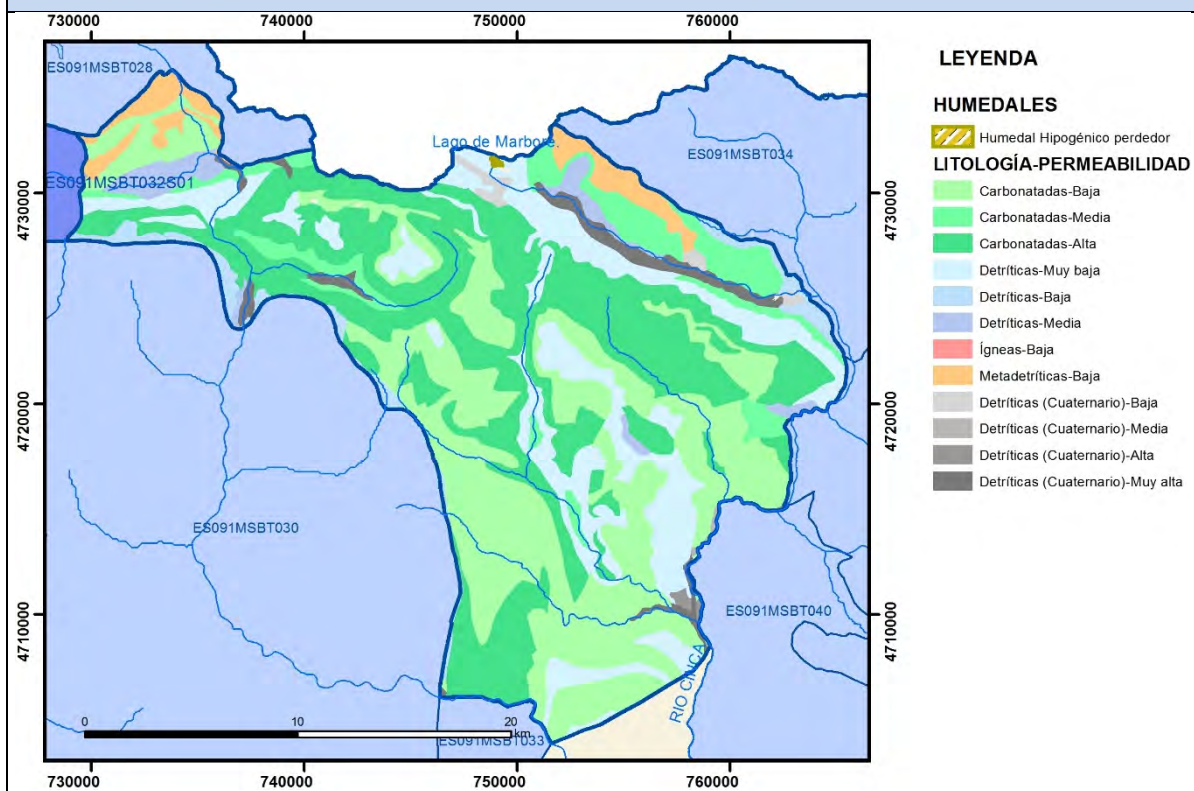 730000 740000 750000 760000
4730000
4720000
4710000
ES091MSBT028
ES091MSBT032S01
Lago de Marboré.
ES091MSBT034
ES091MSBT030
ES091MSBT040
RIO CINCA
ES091MSBT033
0 10 20
km
4730000
4720000
4710000
730000 740000 750000 760000
LEYENDA
HUMEDALES
Humedal Hipogénico perdedor
LITOLOGÍA-PERMEABILIDAD
Carbonatadas-Baja
Carbonatadas-Media
Carbonatadas-Alta
Detríticas-Muy baja
Detríticas-Baja
Detríticas-Media
Ígneas-Baja
Metadetríticas-Baja
Detríticas (Cuaternario)-Baja
Detríticas (Cuaternario)-Media
Detríticas (Cuaternario)-Alta
Detríticas (Cuaternario)-Muy alta